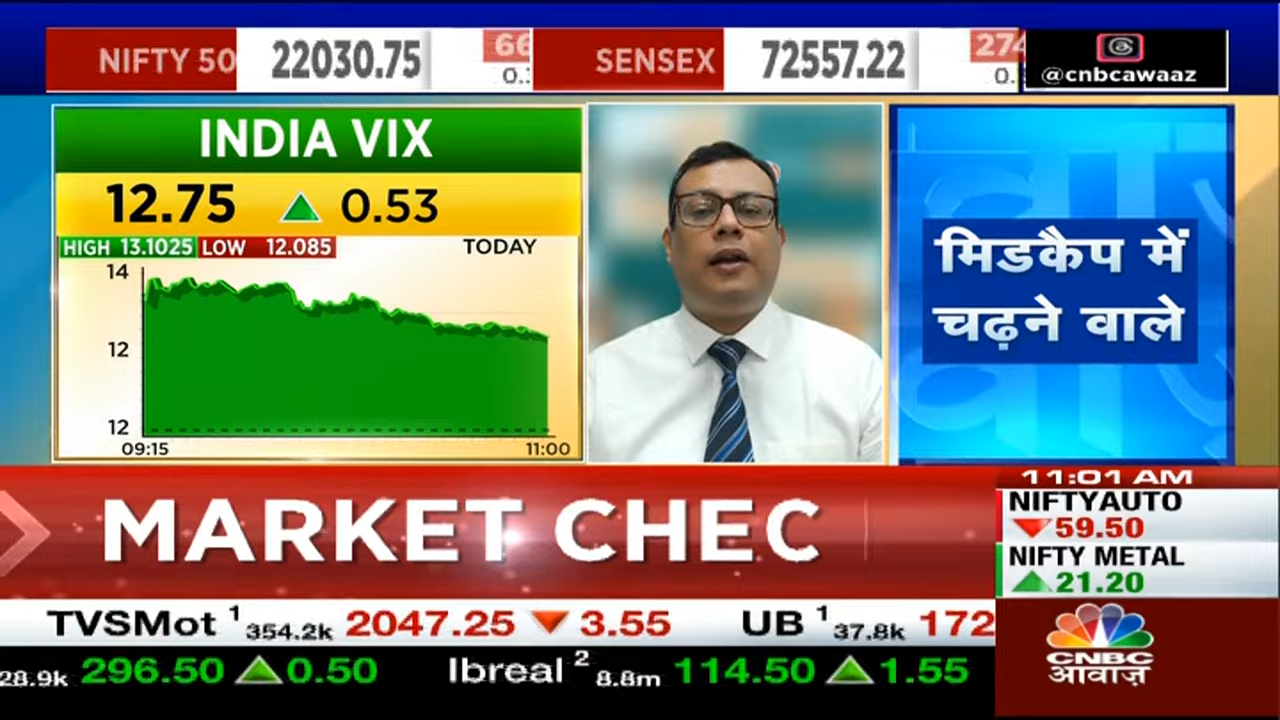 NIFTY 50 22030.75 66
0.
SENSEX 72557.22 274
0.
@cnbcawaaz
INDIA VIX
12.75 ▲ 0.53
HIGH 13.1025 LOW 12.085 TODAY
14
12
12
09:15 11:00
मिडकैप में
चढ़ने वाले
MARKET CHEC
11:01 AM
NIFTYAUTO
▼59.50
NIFTY METAL
▲21.20
TVSMot 1 354.2k 2047.25 ▼ 3.55 UB 1 37.8k 172
28.9k 296.50 ▲0.50 Ibreal 2 8.8m 114.50 ▲1.55
CNBC
आवाज़